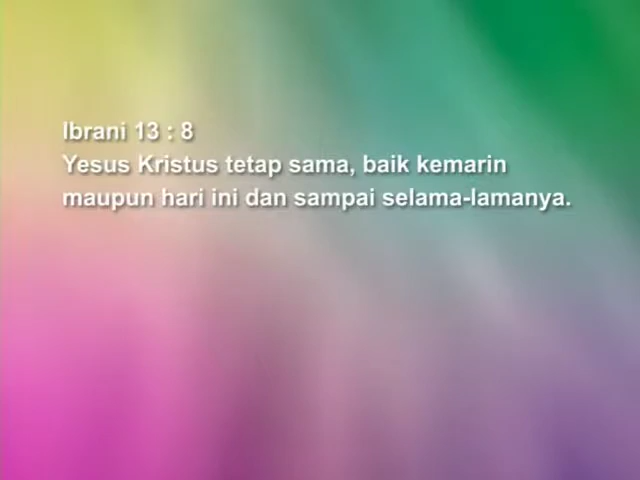 Ibrani 13 : 8
Yesus Kristus tetap sama, baik kemarin
maupun hari ini dan sampai selama-lamanya.